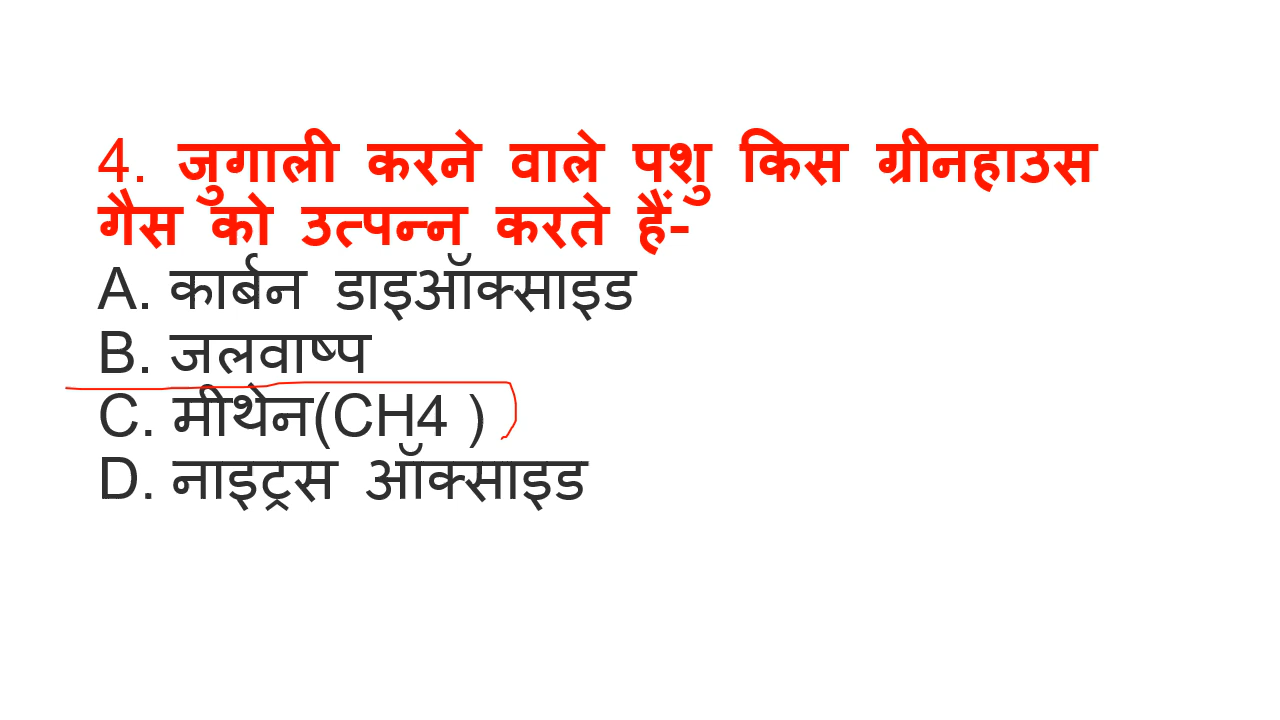 4. जुगाली करने वाले पशु किस ग्रीनहाउस
गैस को उत्पन्न करते हैं-
A. कार्बन डाइऑक्साइड
B. जलवाष्प
C. मीथेन(CH4 )
D. नाइट्रस ऑक्साइड